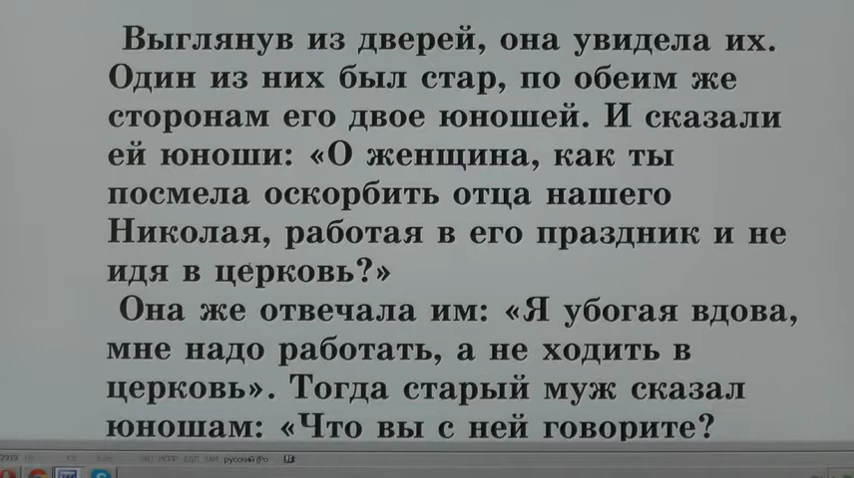 Выглянув из дверей, она увидела их.
Один из них был стар, по обеим же
сторонам его двое юношей. И сказали
ей юноши: «О женщина, как ты
посмела оскорбить отца нашего
Николая, работая в его праздник и не
идя в церковь?»
Она же отвечала им: «Я убогая вдова,
мне надо работать, а не ходить в
церковь». Тогда старый муж сказал
юношам: «Что вы с ней говорите?
русский (Ро